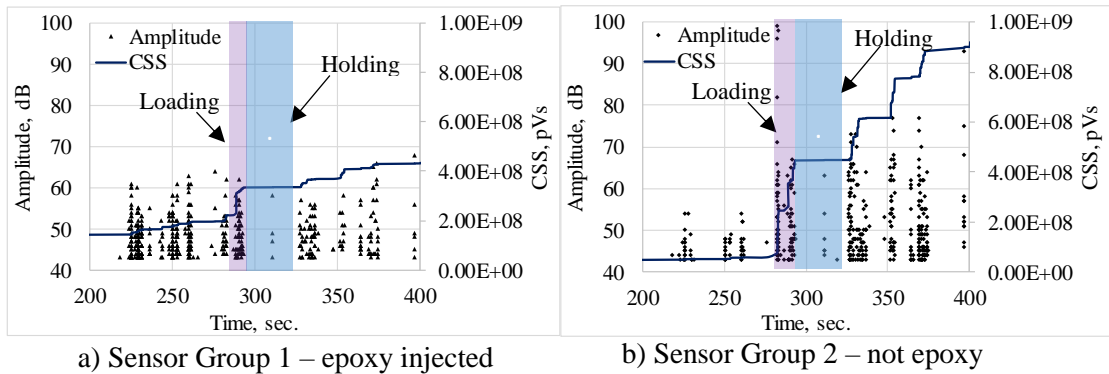 100
90
80
70
60
50
40
Amplitude, dB
Amplitude
CSS
Loading
Holding
1.00E+09
8.00E+08
6.00E+08
4.00E+08
2.00E+08
0.00E+00
CSS, pVs
200 250 300 350 400
Time, sec.
a) Sensor Group 1 – epoxy injected
100
90
80
70
60
50
40
Amplitude, dB
Amplitude
CSS
Loading
Holding
1.00E+09
8.00E+08
6.00E+08
4.00E+08
2.00E+08
0.00E+00
CSS, pVs
200 250 300 350 400
Time, sec.
b) Sensor Group 2 – not epoxy